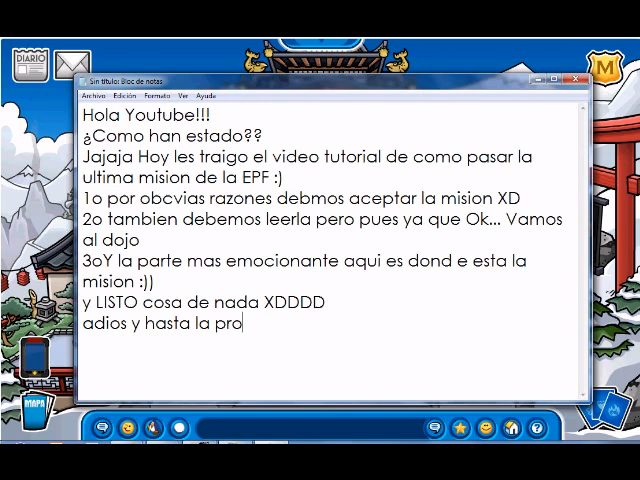 DIARIO
M
Sin título: Bloc de notas
Archivo Edición Formato Ver Ayuda
Hola Youtube!!!
¿Como han estado??
Jajaja Hoy les traigo el video tutorial de como pasar la
ultima mision de la EPF :)
1o por obcvias razones debmos aceptar la mision XD
2o tambien debemos leerla pero pues ya que Ok... Vamos
al dojo
3oY la parte mas emocionante aqui es dond e esta la
mision :))
y LISTO cosa de nada XDDDD
adios y hasta la pro
MAPA
?